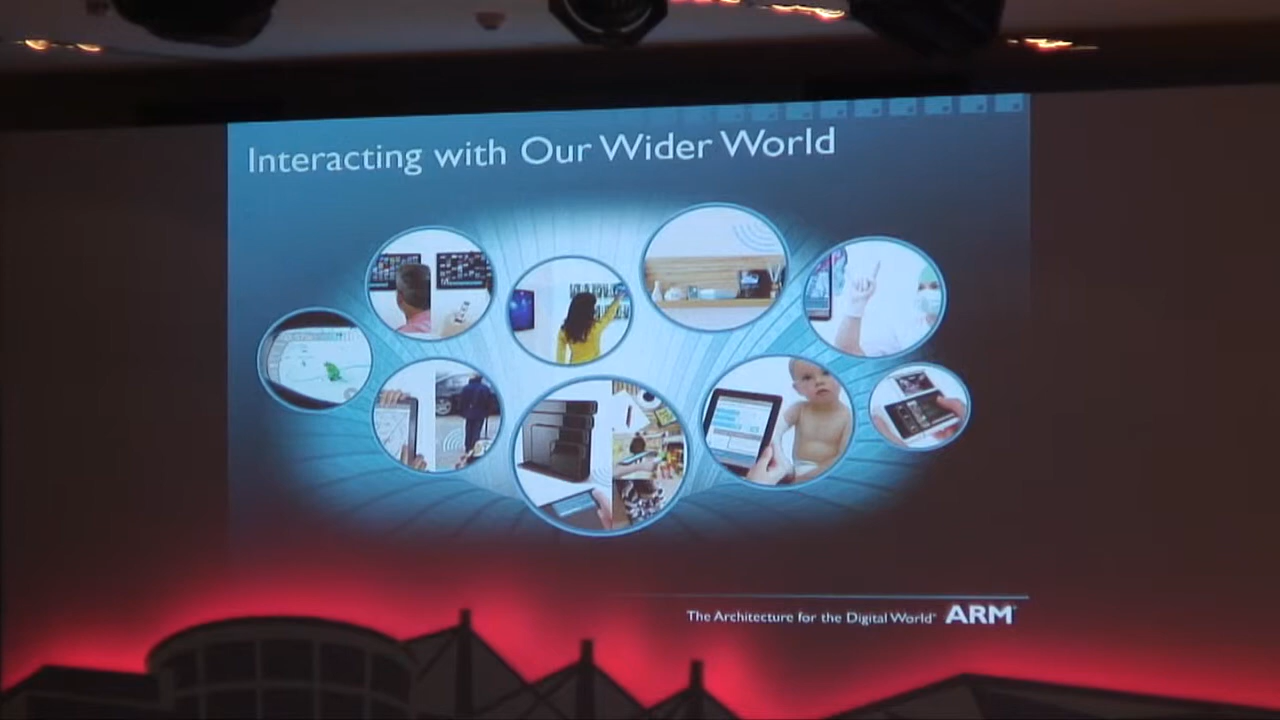 Interacting with Our Wider World
The Architecture for the Digital World® ARM®